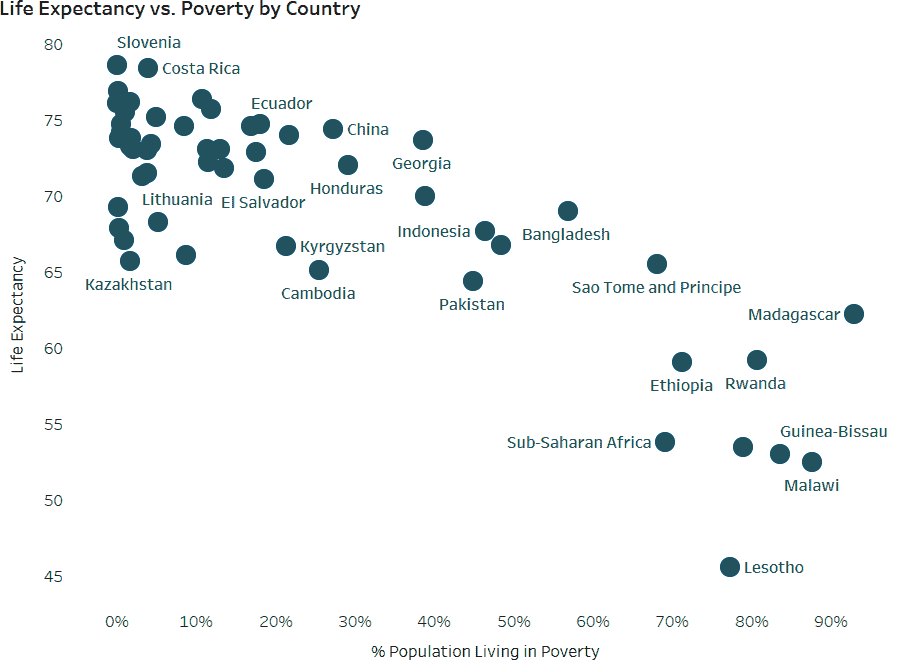 Life Expectancy vs. Poverty by Country
80
Slovenia
Costa Rica
75
Ecuador
China
Georgia
Honduras
70
Lithuania
El Salvador
Indonesia
Bangladesh
Kyrgyzstan
65
Kazakhstan
Cambodia
Pakistan
Sao Tome and Principe
Madagascar
Life Expectancy
60
Ethiopia
Rwanda
55
Sub-Saharan Africa
Guinea-Bissau
Malawi
50
Lesotho
45
0% 10% 20% 30% 40% 50% 60% 70% 80% 90%
% Population Living in Poverty